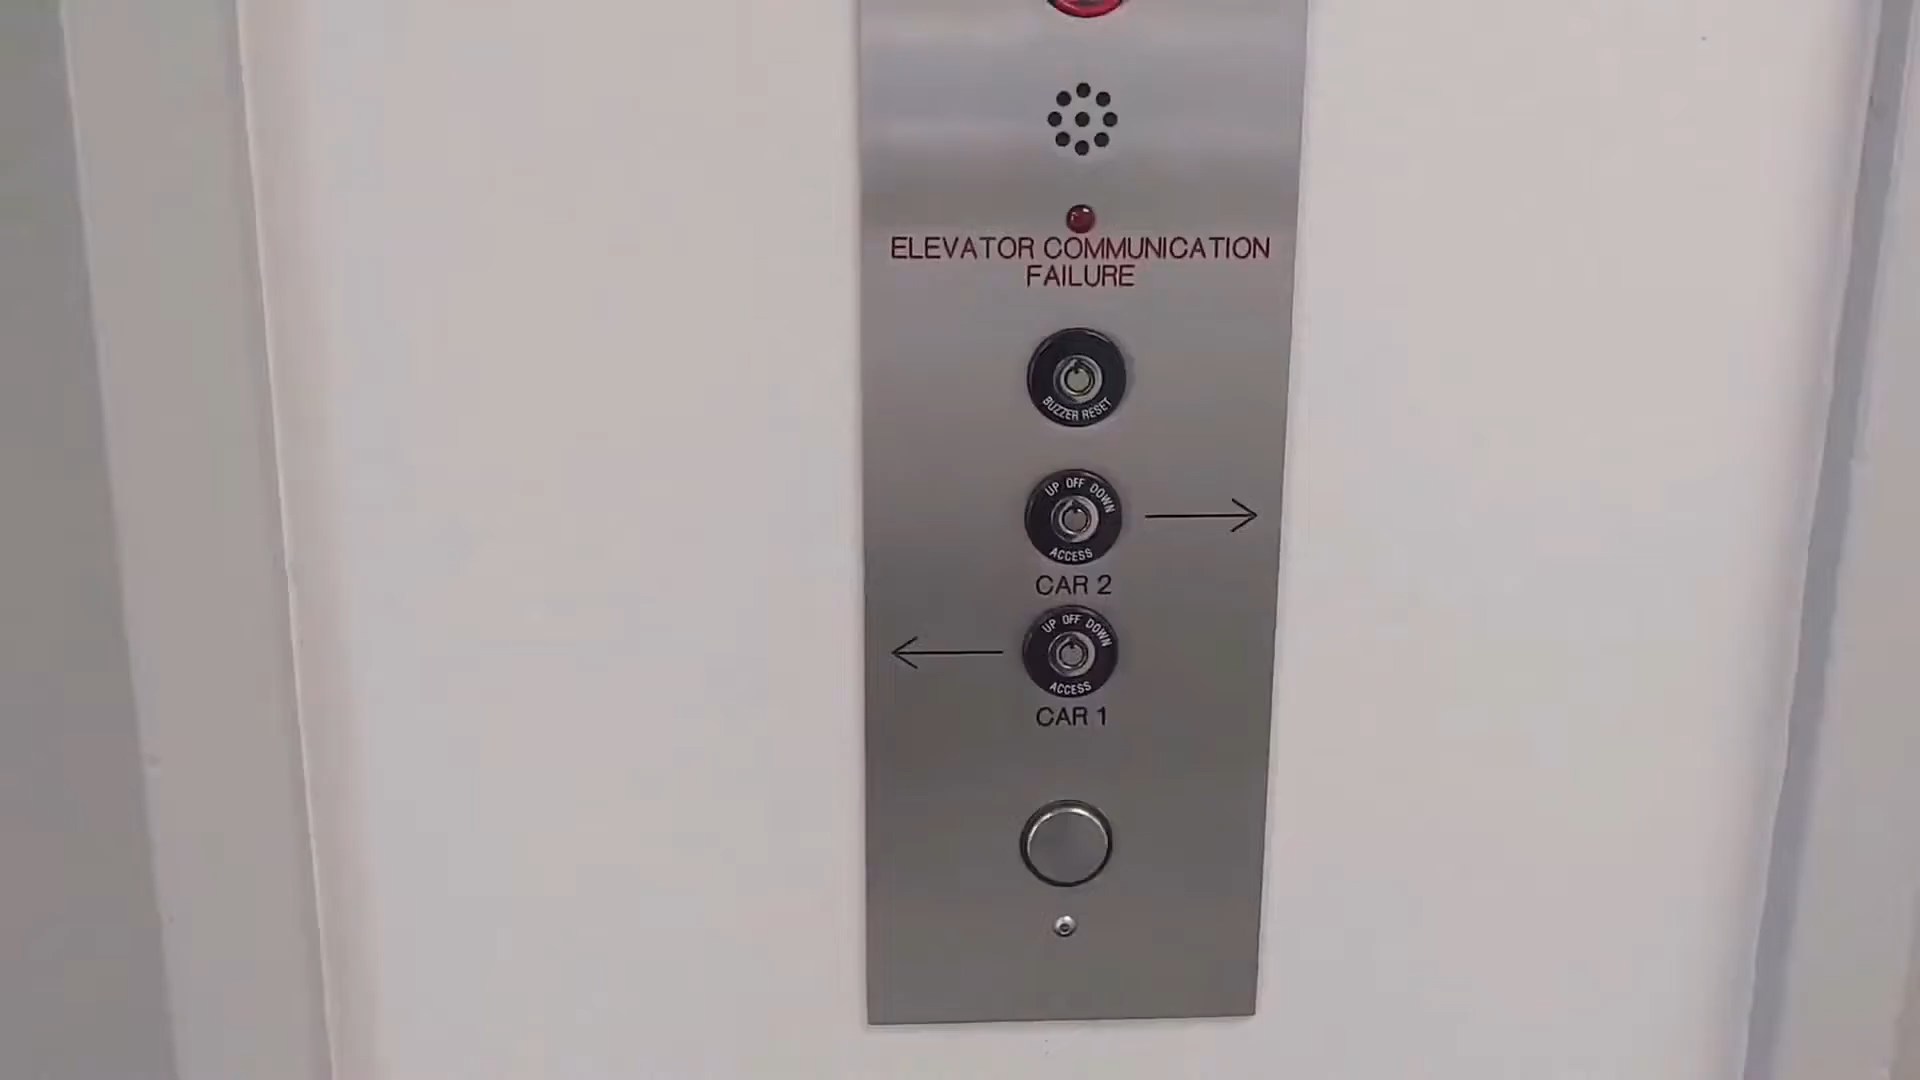 ELEVATOR COMMUNICATION
FAILURE
BUZZER RESET
UP OFF DOWN
ACCESS
CAR 2
UP OFF DOWN
ACCESS
CAR 1